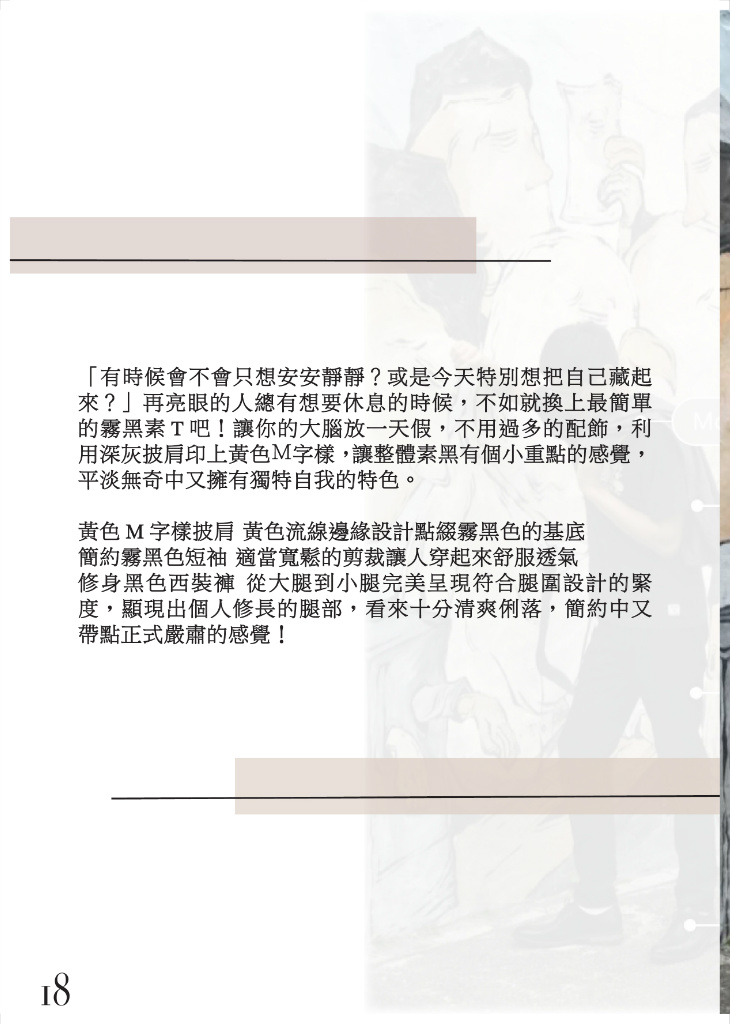 「有時候會不會只想安安靜靜？或是今天特別想把自己藏起
來？」再亮眼的人總有想要休息的時候，不如就換上最簡單
的霧黑素 T 吧！讓你的大腦放一天假，不用過多的配飾，利
用深灰披肩印上黃色M字樣，讓整體素黑有個小重點的感覺，
平淡無奇中又擁有獨特自我的特色。
黃色 M 字樣披肩 黃色流線邊緣設計點綴霧黑色的基底
簡約霧黑色短袖 適當寬鬆的剪裁讓人穿起來舒服透氣
修身黑色西裝褲 從大腿到小腿完美呈現符合腿圍設計的緊
度，顯現出個人修長的腿部，看來十分清爽俐落，簡約中又
帶點正式嚴肅的感覺！
18